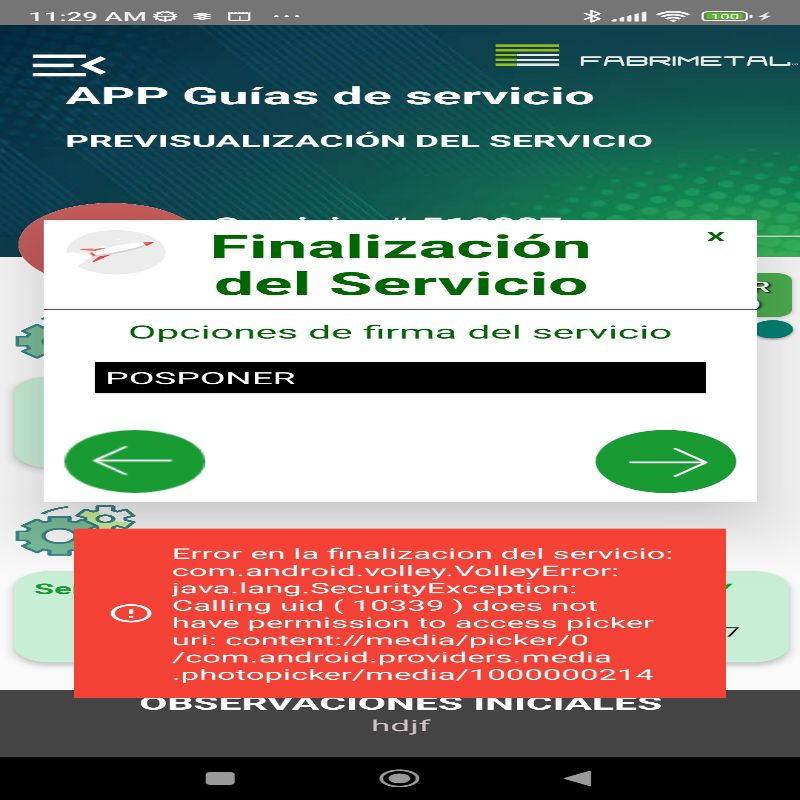 11:29 AM
100
FABRIMETAL
APP Guías de servicio
PREVISUALIZACIÓN DEL SERVICIO
Finalización
del Servicio
x
Opciones de firma del servicio
POSPONER
Error en la finalizacion del servicio:
com.android.volley.VolleyError:
java.lang.SecurityException:
Calling uid ( 10339 ) does not
have permission to access picker
uri: content://media/picker/0
/com.android.providers.media
.photopicker/media/1000000214
OBSERVACIONES INICIALES
hdjf